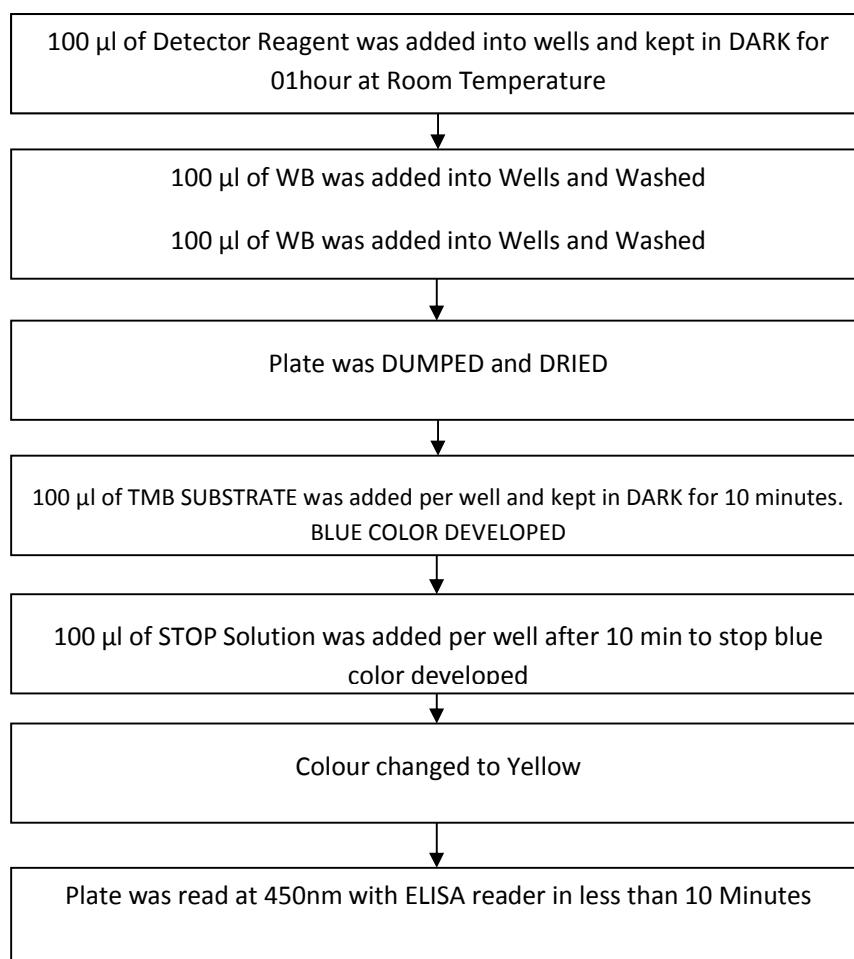 100 µl of Detector Reagent was added into wells and kept in DARK for
01hour at Room Temperature
100 µl of WB was added into Wells and Washed
100 µl of WB was added into Wells and Washed
Plate was DUMPED and DRIED
100 µl of TMB SUBSTRATE was added per well and kept in DARK for 10 minutes.
BLUE COLOR DEVELOPED
100 µl of STOP Solution was added per well after 10 min to stop blue
color developed
Colour changed to Yellow
Plate was read at 450nm with ELISA reader in less than 10 Minutes